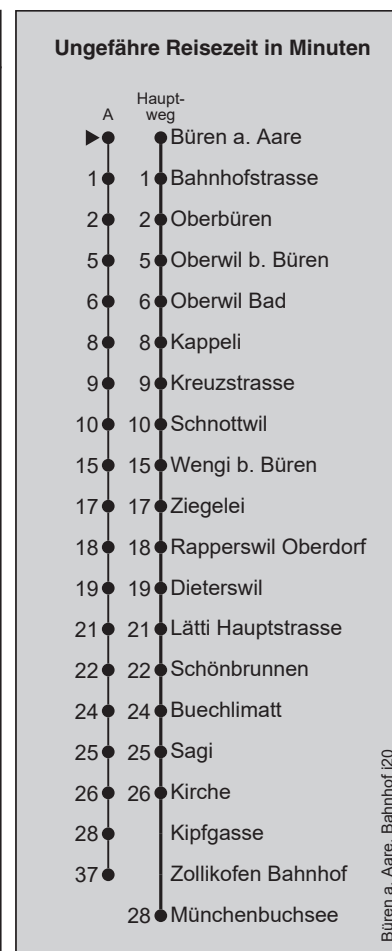 Ungefähre Reisezeit in Minuten
Haupt-
A weg
Büren a. Aare
1 1 Bahnhofstrasse
2 2 Oberbüren
5 5 Oberwil b. Büren
6 6 Oberwil Bad
8 8 Kappeli
9 9 Kreuzstrasse
10 10 Schnottwil
15 15 Wengi b. Büren
17 17 Ziegelei
18 18 Rapperswil Oberdorf
19 19 Dieterswil
21 21 Lätti Hauptstrasse
22 22 Schönbrunnen
24 24 Buechlimatt
25 25 Sagi
26 26 Kirche
28 Kipfgasse
37 Zollikofen Bahnhof
28 Münchenbuchsee
Büren a. Aare, Bahnhof j20